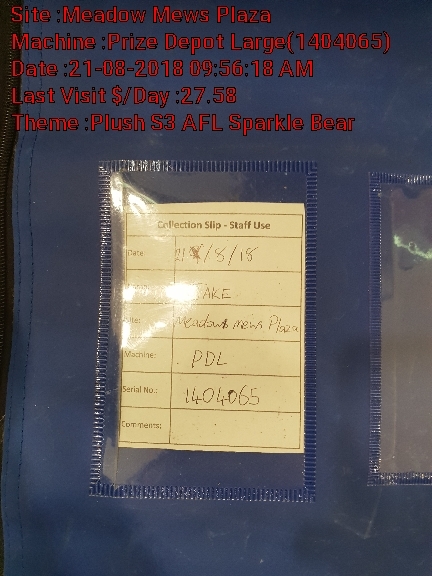 Site :Meadow Mews Plaza
Machine :Prize Depot Large(1404065)
Date :21-08-2018 09:56:18 AM
Last Visit $/Day :27.58
Theme :Plush S3 AFL Sparkle Bear
Collection Slip - Staff Use
Date: 21/8/18
AKE
Site: Meadows mews Plaza
Machine: PDL
Serial No.: 1404065
Comments: